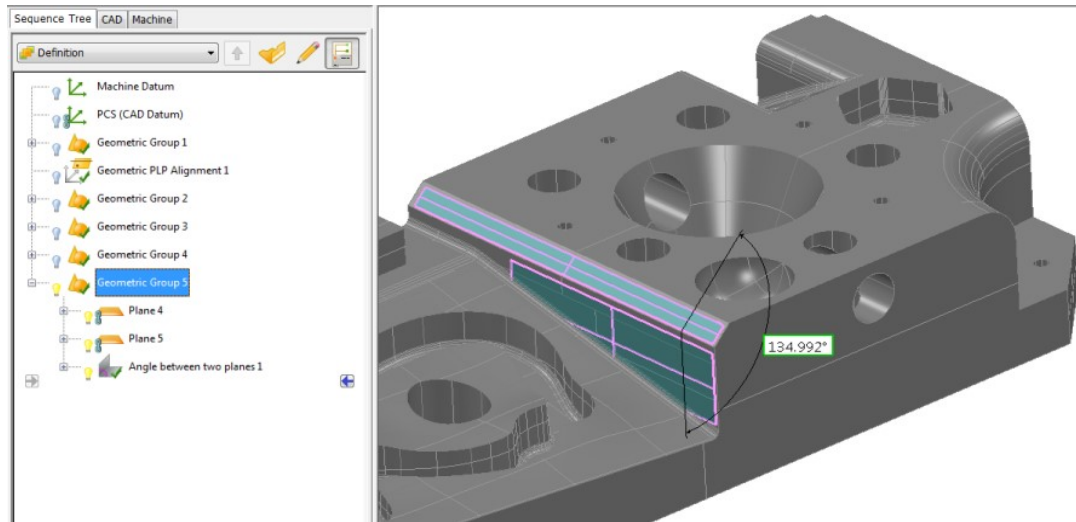 Sequence Tree CAD Machine
Definition
Machine Datum
PCS (CAD Datum)
Geometric Group 1
Geometric PLP Alignment 1
Geometric Group 2
Geometric Group 3
Geometric Group 4
Geometric Group 5
Plane 4
Plane 5
Angle between two planes 1
134.992°